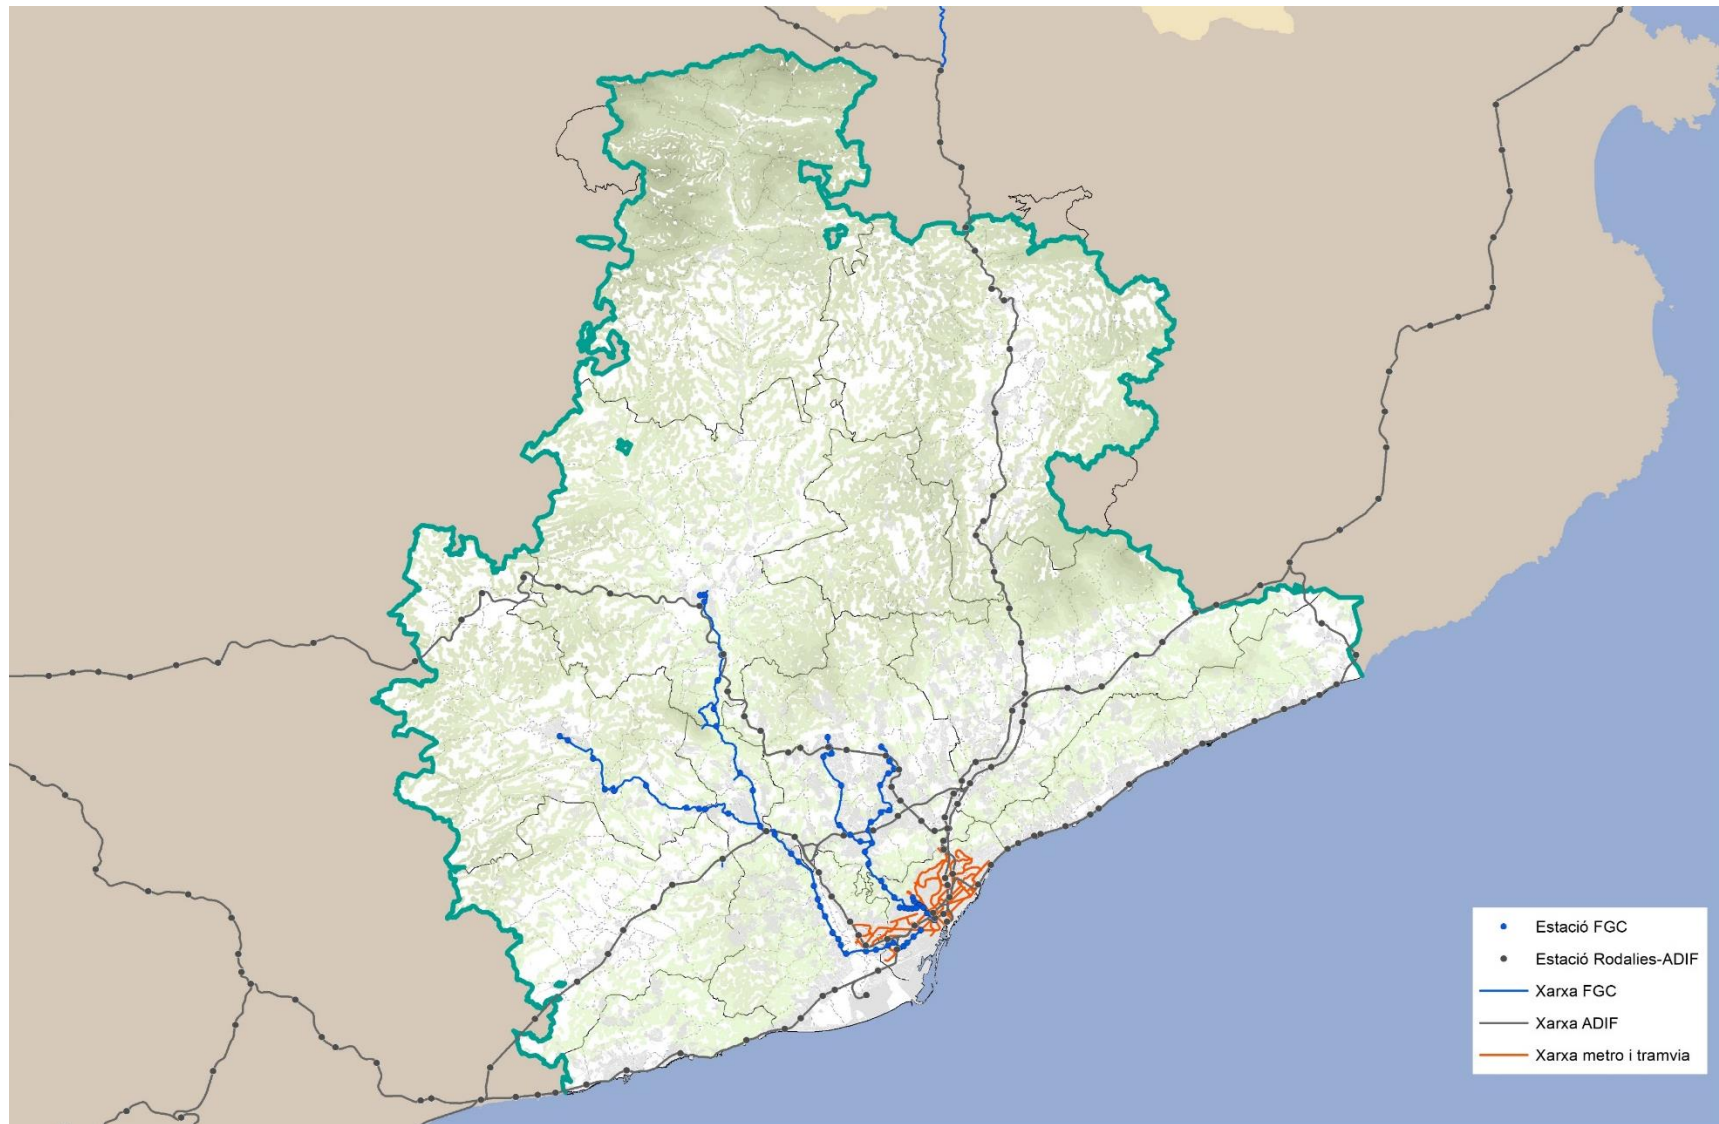 Estació FGC
Estació Rodalies-ADIF
Xarxa FGC
Xarxa ADIF
Xarxa metro i tramvia